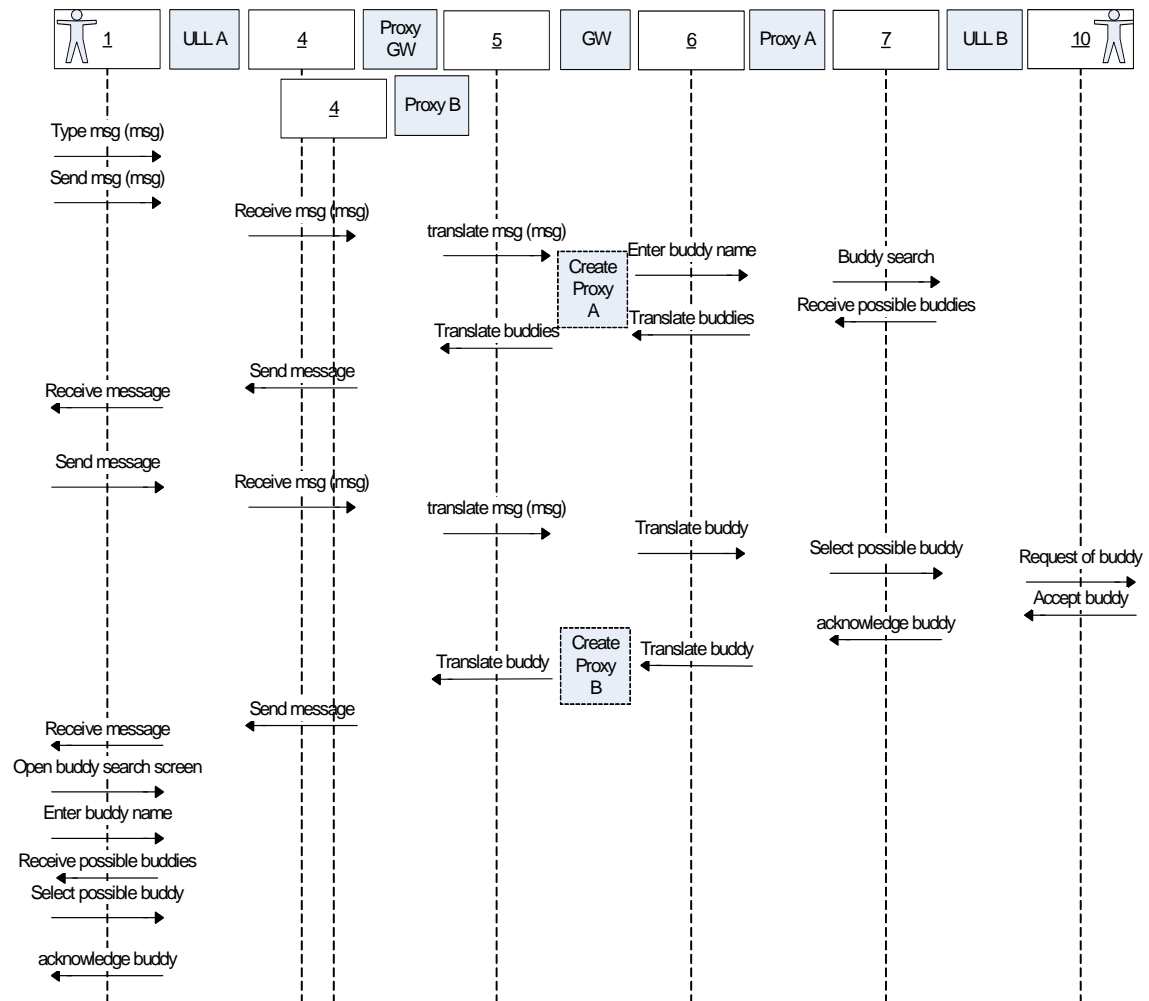 1
ULL A
4
Proxy
GW
5
GW
6
Proxy A
7
ULL B
10
4
Proxy B
Type msg (msg)
Send msg (msg)
Receive msg (msg)
translate msg (msg)
Enter buddy name
Buddy search
Create
Proxy
A
Receive possible buddies
Translate buddies
Translate buddies
Send message
Receive message
Send message
Receive msg (msg)
translate msg (msg)
Translate buddy
Select possible buddy
Request of buddy
Accept buddy
acknowledge buddy
Create
Proxy
B
Translate buddy
Translate buddy
Send message
Receive message
Open buddy search screen
Enter buddy name
Receive possible buddies
Select possible buddy
acknowledge buddy